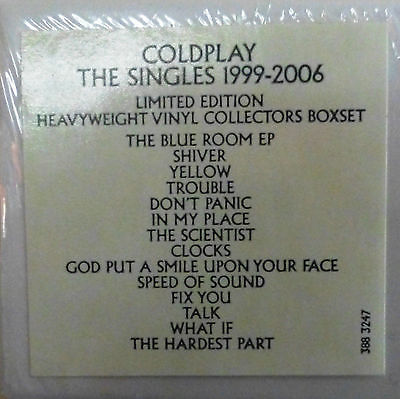 COLDPLAY
THE SINGLES 1999-2006
LIMITED EDITION
HEAVYWEIGHT VINYL COLLECTORS BOXSET
THE BLUE ROOM EP
SHIVER
YELLOW
TROUBLE
DON'T PANIC
IN MY PLACE
THE SCIENTIST
CLOCKS
GOD PUT A SMILE UPON YOUR FACE
SPEED OF SOUND
FIX YOU
TALK
WHAT IF
THE HARDEST PART
388 3247